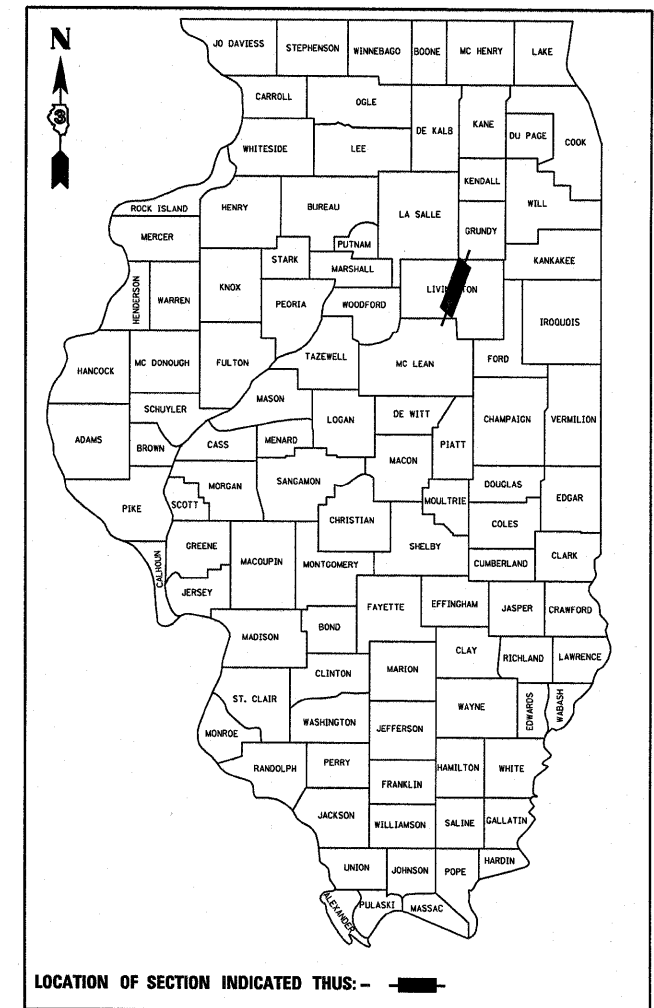 N
3
JO DAVIESS STEPHENSON WINNEBAGO BOONE MC HENRY LAKE
CARROLL OGLE DE KALB KANE DU PAGE COOK
WHITESIDE LEE KENDALL WILL
ROCK ISLAND HENRY BUREAU LA SALLE GRUNDY
MERCER PUTNAM KANKAKEE
STARK MARSHALL
HENDERSON WARREN KNOX PEORIA WOODFORD LIVINGTON IROQUOIS
HANCOCK MC DONOUGH FULTON TAZEWELL MC LEAN FORD
SCHUYLER MASON LOGAN DE WITT CHAMPAIGN VERMILION
ADAMS BROWN CASS MENARD MACON PIATT
PIKE SCOTT MORGAN SANGAMON CHRISTIAN MOULTRIE DOUGLAS EDGAR
COLES
CALHOUN GREENE MACOUPIN MONTGOMERY SHELBY CUMBERLAND CLARK
JERSEY FAYETTE EFFINGHAM JASPER CRAWFORD
MADISON BOND
CLINTON MARION CLAY RICHLAND LAWRENCE
ST. CLAIR WASHINGTON JEFFERSON WAYNE EDWARDS WABASH
MONROE
RANDOLPH PERRY FRANKLIN HAMILTON WHITE
JACKSON WILLIAMSON SALINE GALLATIN
UNION JOHNSON POPE HARDIN
ALEXANDER PULASKI MASSAC
LOCATION OF SECTION INDICATED THUS: -